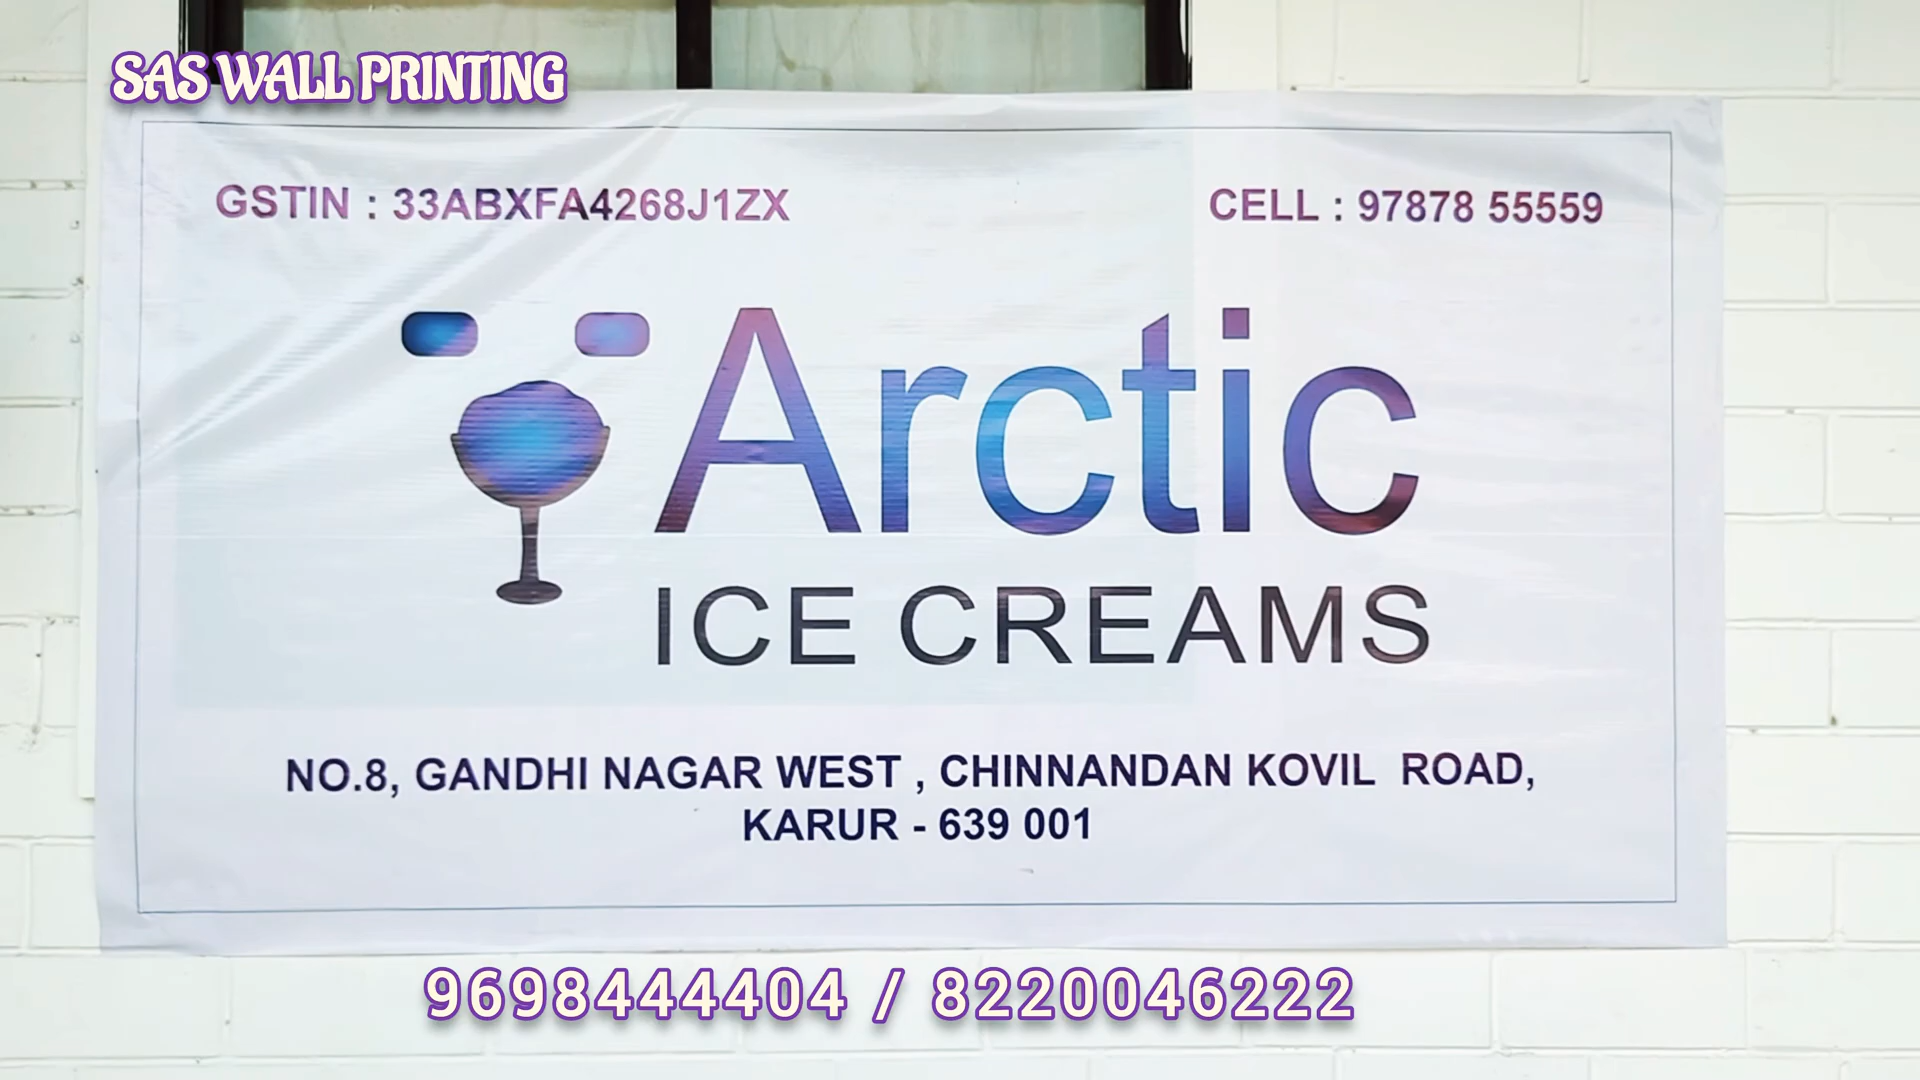 SAS WALL PRINTING
GSTIN : 33ABXFA4268J1ZX
CELL : 97878 55559
Arctic
ICE CREAMS
NO.8, GANDHI NAGAR WEST , CHINNANDAN KOVIL ROAD,
KARUR - 639 001
9698444404 / 8220046222